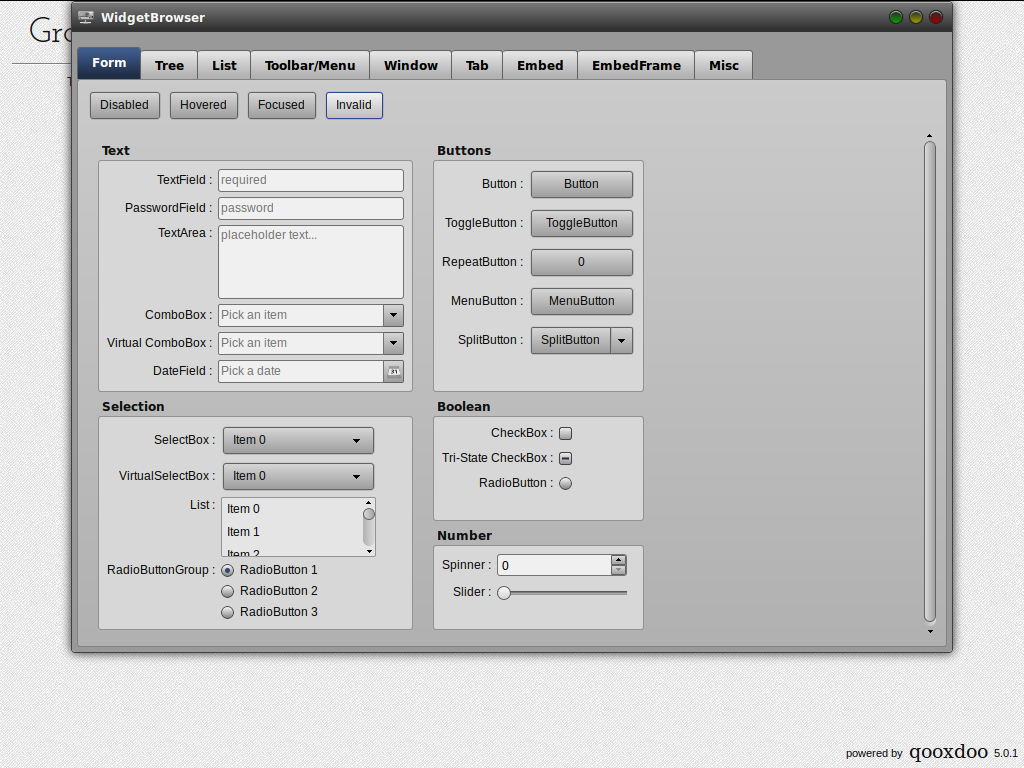 Gro
WidgetBrowser
Form Tree List Toolbar/Menu Window Tab Embed EmbedFrame Misc
Disabled Hovered Focused Invalid
Text
TextField : required
PasswordField : password
TextArea : placeholder text...
ComboBox : Pick an item
Virtual ComboBox : Pick an item
DateField : Pick a date
31
Buttons
Button : Button
ToggleButton : ToggleButton
RepeatButton : 0
MenuButton : MenuButton
SplitButton : SplitButton
Selection
SelectBox : Item 0
VirtualSelectBox : Item 0
List : Item 0
Item 1
Item 2
RadioButtonGroup : RadioButton 1
RadioButton 2
RadioButton 3
Boolean
CheckBox :
Tri-State CheckBox :
RadioButton :
Number
Spinner : 0
Slider :
powered by qooxdoo 5.0.1